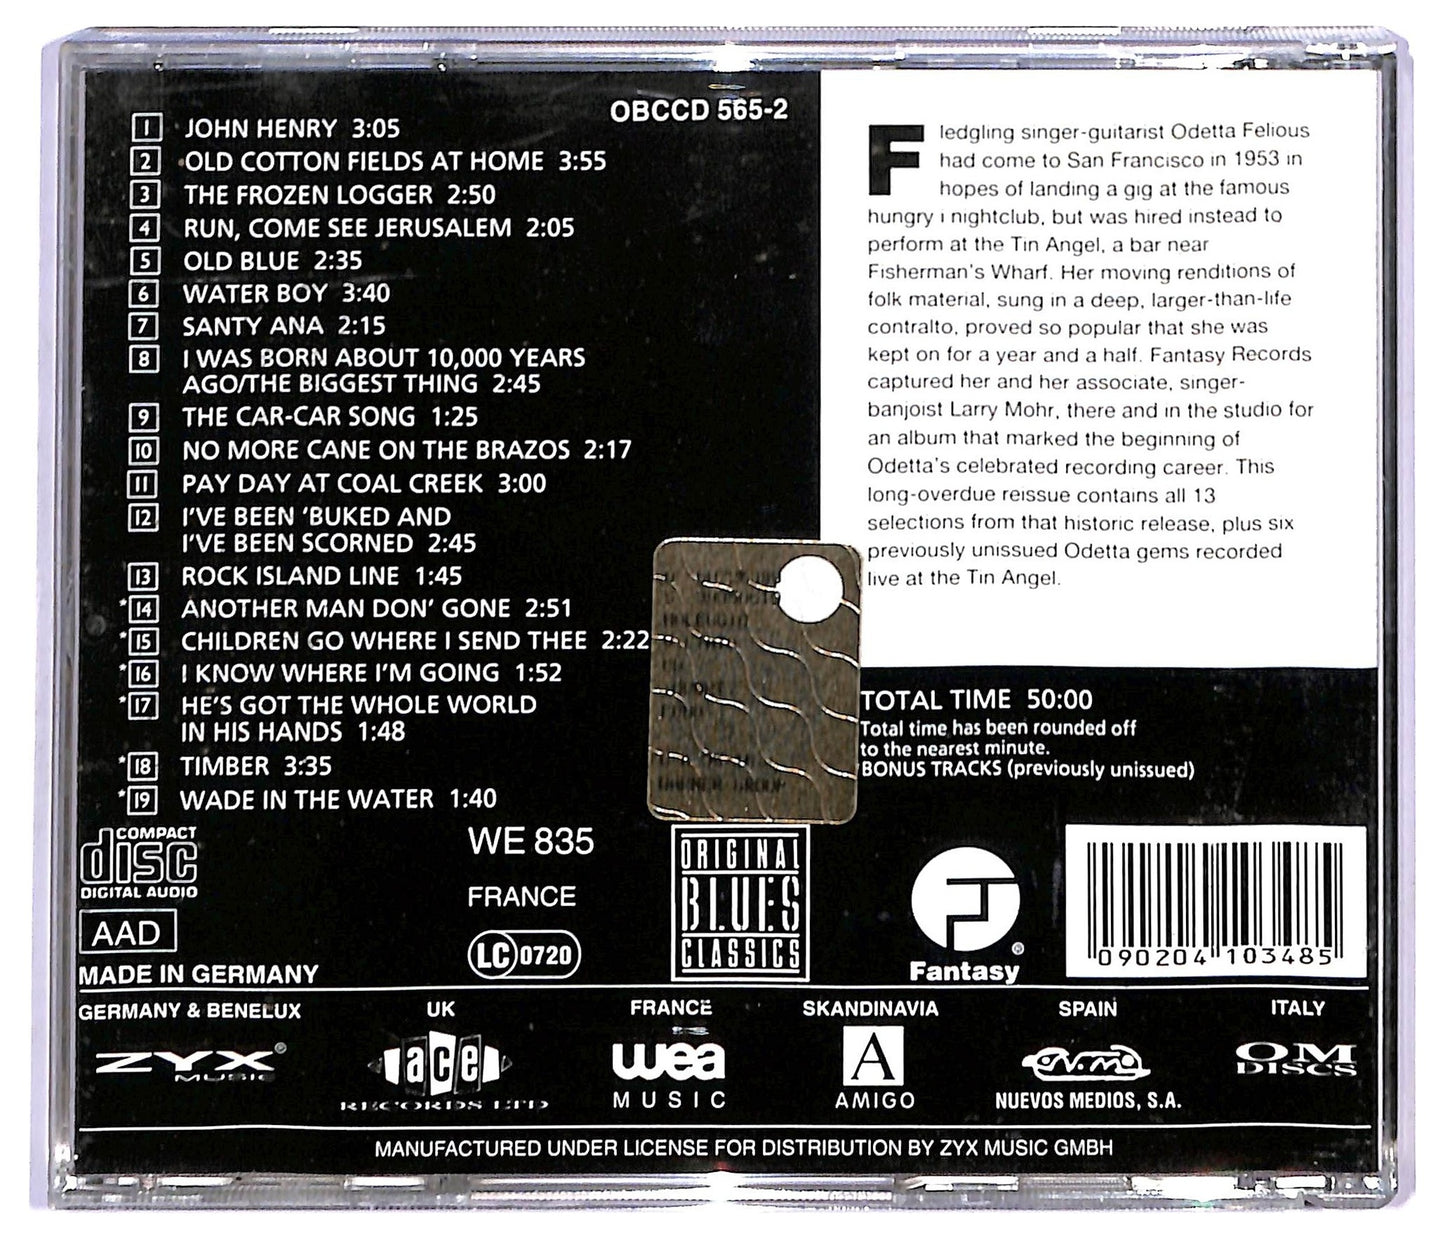 OBCCD 565-2
1 JOHN HENRY 3:05
2 OLD COTTON FIELDS AT HOME 3:55
3 THE FROZEN LOGGER 2:50
4 RUN, COME SEE JERUSALEM 2:05
5 OLD BLUE 2:35
6 WATER BOY 3:40
7 SANTY ANA 2:15
8 I WAS BORN ABOUT 10,000 YEARS
AGO/THE BIGGEST THING 2:45
9 THE CAR-CAR SONG 1:25
10 NO MORE CANE ON THE BRAZOS 2:17
11 PAY DAY AT COAL CREEK 3:00
12 I'VE BEEN 'BUKED AND
I'VE BEEN SCORNED 2:45
13 ROCK ISLAND LINE 1:45
*14 ANOTHER MAN DON' GONE 2:51
*15 CHILDREN GO WHERE I SEND THEE 2:22
*16 I KNOW WHERE I'M GOING 1:52
*17 HE'S GOT THE WHOLE WORLD
IN HIS HANDS 1:48
*18 TIMBER 3:35
*19 WADE IN THE WATER 1:40
Fledgling singer-guitarist Odetta Felious
had come to San Francisco in 1953 in
hopes of landing a gig at the famous
hungry i nightclub, but was hired instead to
perform at the Tin Angel, a bar near
Fisherman's Wharf. Her moving renditions of
folk material, sung in a deep, larger-than-life
contralto, proved so popular that she was
kept on for a year and a half. Fantasy Records
captured her and her associate, singer-
banjoist Larry Mohr, there and in the studio for
an album that marked the beginning of
Odetta's celebrated recording career. This
long-overdue reissue contains all 13
selections from that historic release, plus six
previously unissued Odetta gems recorded
live at the Tin Angel.
TOTAL TIME 50:00
Total time has been rounded off
to the nearest minute.
BONUS TRACKS (previously unissued)
WARNER GROUP
COMPACT
disc
DIGITAL AUDIO
AAD
MADE IN GERMANY
WE 835
FRANCE
LC 0720
ORIGINAL
BLUES
CLASSICS
F
Fantasy®
090204 103485
GERMANY & BENELUX
ZYX®
MUSIC
UK
ace
RECORDS LTD
FRANCE
wea
MUSIC
SKANDINAVIA
A
AMIGO
SPAIN
n.m.
NUEVOS MEDIOS, S.A.
ITALY
OM
DISCS
MANUFACTURED UNDER LICENSE FOR DISTRIBUTION BY ZYX MUSIC GMBH